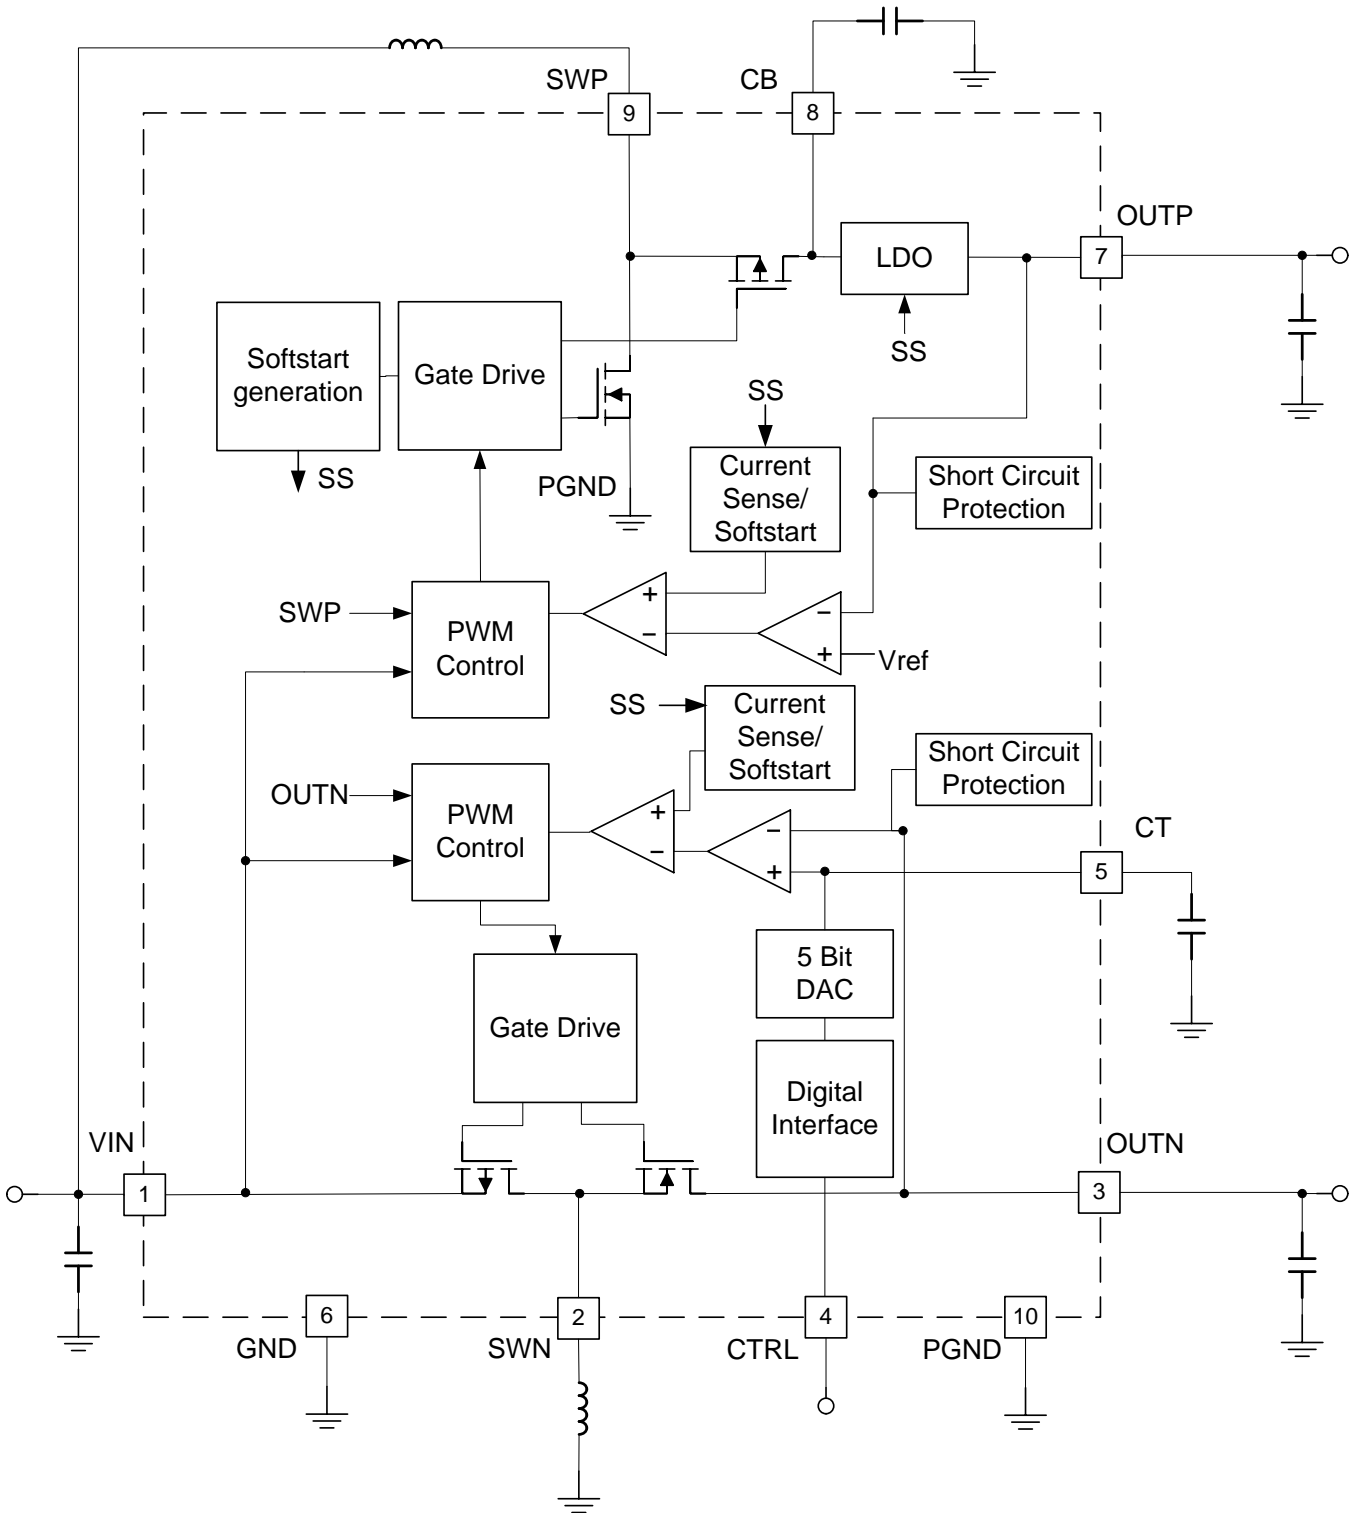 SWP
CB
9
8
OUTP
7
LDO
SS
Softstart
generation
Gate Drive
SS
SS
PGND
Current
Sense/
Softstart
Short Circuit
Protection
SWP
PWM
Control
+
−
−
+
Vref
SS
Current
Sense/
Softstart
Short Circuit
Protection
OUTN
PWM
Control
+
−
−
+
CT
5
5 Bit
DAC
Gate Drive
Digital
Interface
VIN
1
OUTN
3
6
GND
2
SWN
4
CTRL
10
PGND